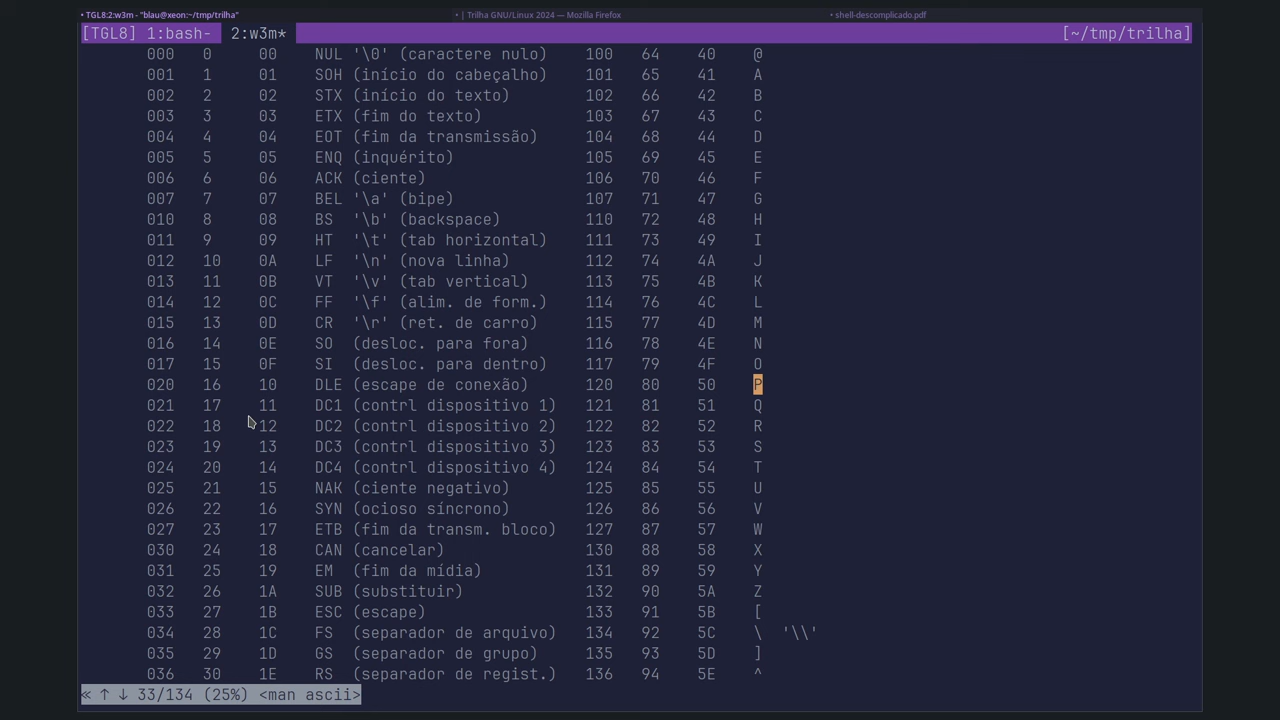 • TGL8:2:w3m - "blau@xeon:~/tmp/trilha" • | Trilha GNU/Linux 2024 — Mozilla Firefox • shell-descomplicado.pdf
[TGL8] 1:bash- 2:w3m* [~/tmp/trilha]
000 0 00 NUL '\0' (caractere nulo) 100 64 40 @
001 1 01 SOH (início do cabeçalho) 101 65 41 A
002 2 02 STX (início do texto) 102 66 42 B
003 3 03 ETX (fim do texto) 103 67 43 C
004 4 04 EOT (fim da transmissão) 104 68 44 D
005 5 05 ENQ (inquérito) 105 69 45 E
006 6 06 ACK (ciente) 106 70 46 F
007 7 07 BEL '\a' (bipe) 107 71 47 G
010 8 08 BS '\b' (backspace) 110 72 48 H
011 9 09 HT '\t' (tab horizontal) 111 73 49 I
012 10 0A LF '\n' (nova linha) 112 74 4A J
013 11 0B VT '\v' (tab vertical) 113 75 4B K
014 12 0C FF '\f' (alim. de form.) 114 76 4C L
015 13 0D CR '\r' (ret. de carro) 115 77 4D M
016 14 0E SO (desloc. para fora) 116 78 4E N
017 15 0F SI (desloc. para dentro) 117 79 4F O
020 16 10 DLE (escape de conexão) 120 80 50 P
021 17 11 DC1 (contrl dispositivo 1) 121 81 51 Q
022 18 12 DC2 (contrl dispositivo 2) 122 82 52 R
023 19 13 DC3 (contrl dispositivo 3) 123 83 53 S
024 20 14 DC4 (contrl dispositivo 4) 124 84 54 T
025 21 15 NAK (ciente negativo) 125 85 55 U
026 22 16 SYN (ocioso síncrono) 126 86 56 V
027 23 17 ETB (fim da transm. bloco) 127 87 57 W
030 24 18 CAN (cancelar) 130 88 58 X
031 25 19 EM (fim da mídia) 131 89 59 Y
032 26 1A SUB (substituir) 132 90 5A Z
033 27 1B ESC (escape) 133 91 5B [
034 28 1C FS (separador de arquivo) 134 92 5C \ '\\'
035 29 1D GS (separador de grupo) 135 93 5D ]
036 30 1E RS (separador de regist.) 136 94 5E ^
« ↑ ↓ 33/134 (25%) <man ascii>